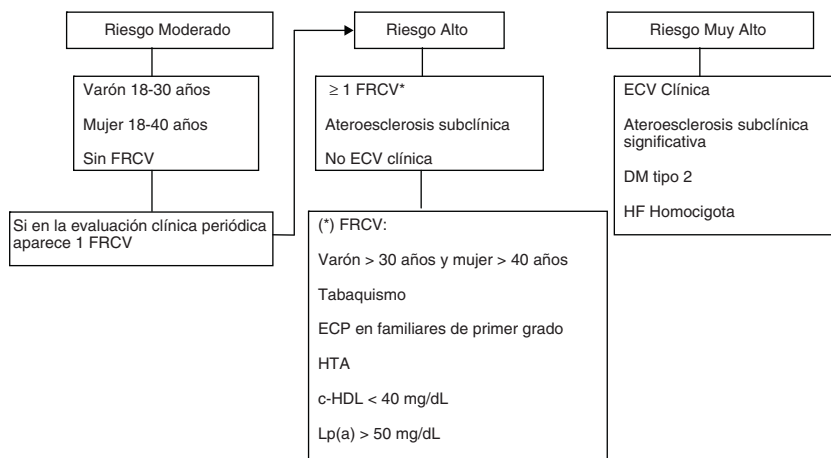 Riesgo Moderado
Varón 18-30 años
Mujer 18-40 años
Sin FRCV
Si en la evaluación clínica periódica
aparece 1 FRCV
Riesgo Alto
≥ 1 FRCV*
Ateroesclerosis subclínica
No ECV clínica
(*) FRCV:
Varón > 30 años y mujer > 40 años
Tabaquismo
ECP en familiares de primer grado
HTA
c-HDL < 40 mg/dL
Lp(a) > 50 mg/dL
Riesgo Muy Alto
ECV Clínica
Ateroesclerosis subclínica
significativa
DM tipo 2
HF Homocigota